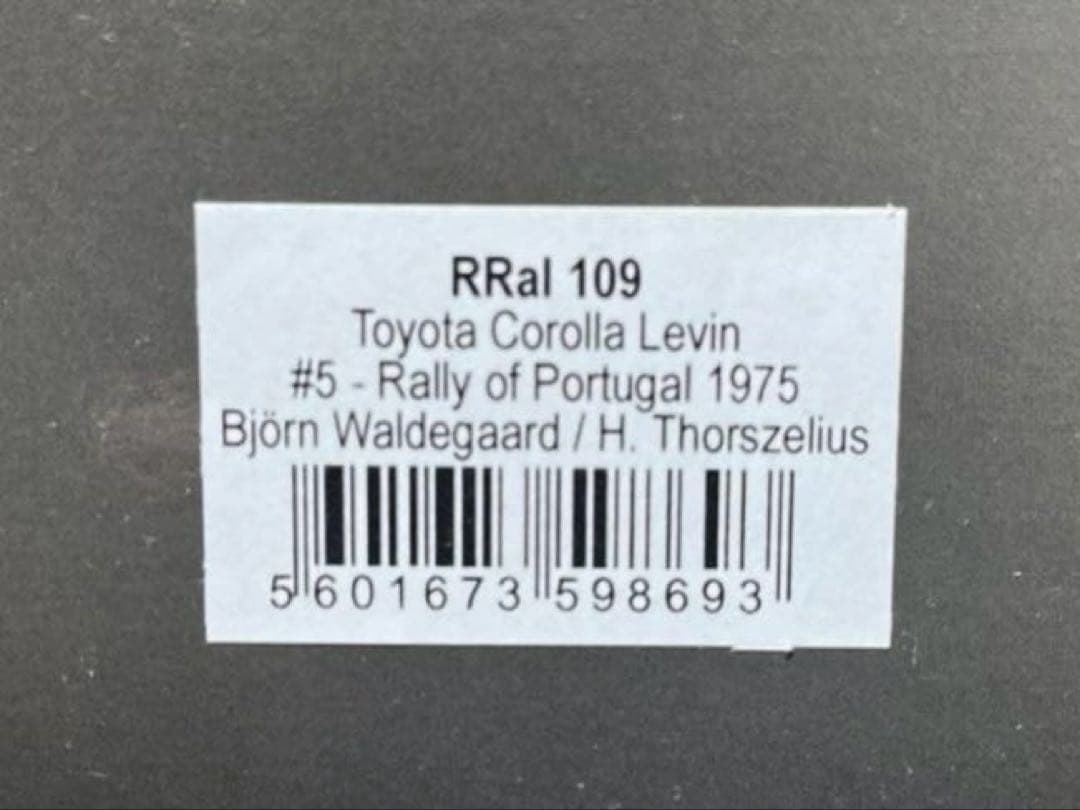 RRal 109
Toyota Corolla Levin
#5 - Rally of Portugal 1975
Björn Waldegaard / H. Thorszelius
5 601673 598693